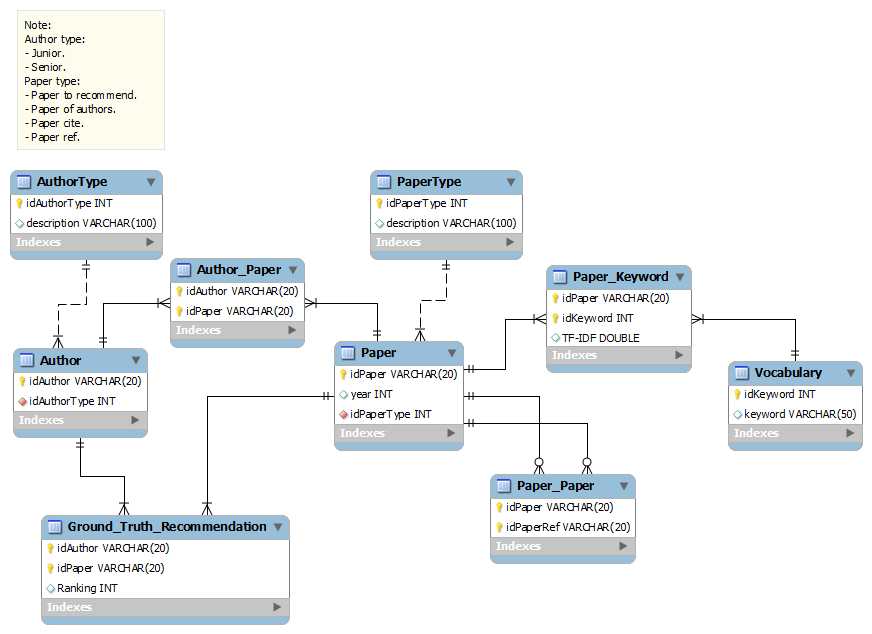 Note:
Author type:
- Junior.
- Senior.
Paper type:
- Paper to recommend.
- Paper of authors.
- Paper cite.
- Paper ref.
AuthorType
idAuthorType INT
description VARCHAR(100)
Indexes
PaperType
idPaperType INT
description VARCHAR(100)
Indexes
Author_Paper
idAuthor VARCHAR(20)
idPaper VARCHAR(20)
Indexes
Paper_Keyword
idPaper VARCHAR(20)
idKeyword INT
TF-IDF DOUBLE
Indexes
Author
idAuthor VARCHAR(20)
idAuthorType INT
Indexes
Paper
idPaper VARCHAR(20)
year INT
idPaperType INT
Indexes
Vocabulary
idKeyword INT
keyword VARCHAR(50)
Indexes
Paper_Paper
idPaper VARCHAR(20)
idPaperRef VARCHAR(20)
Indexes
Ground_Truth_Recommendation
idAuthor VARCHAR(20)
idPaper VARCHAR(20)
Ranking INT
Indexes